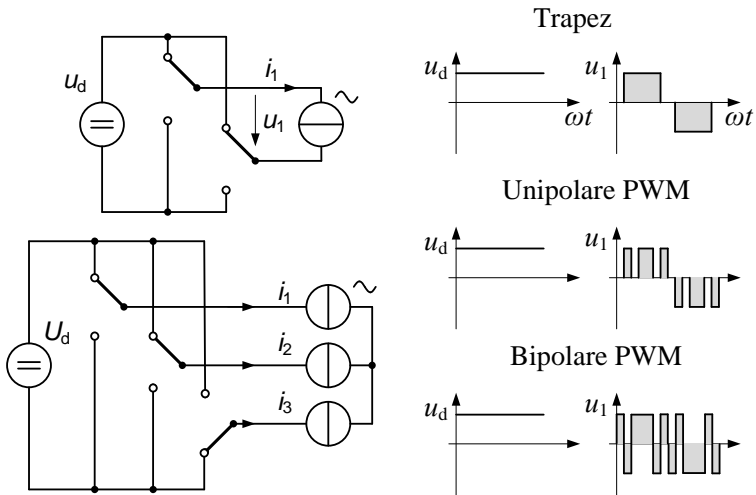 u_d
i_1
u_1
U_d
i_1
i_2
i_3
Trapez
u_d
ωt
u_1
ωt
Unipolare PWM
u_d
u_1
Bipolare PWM
u_d
u_1